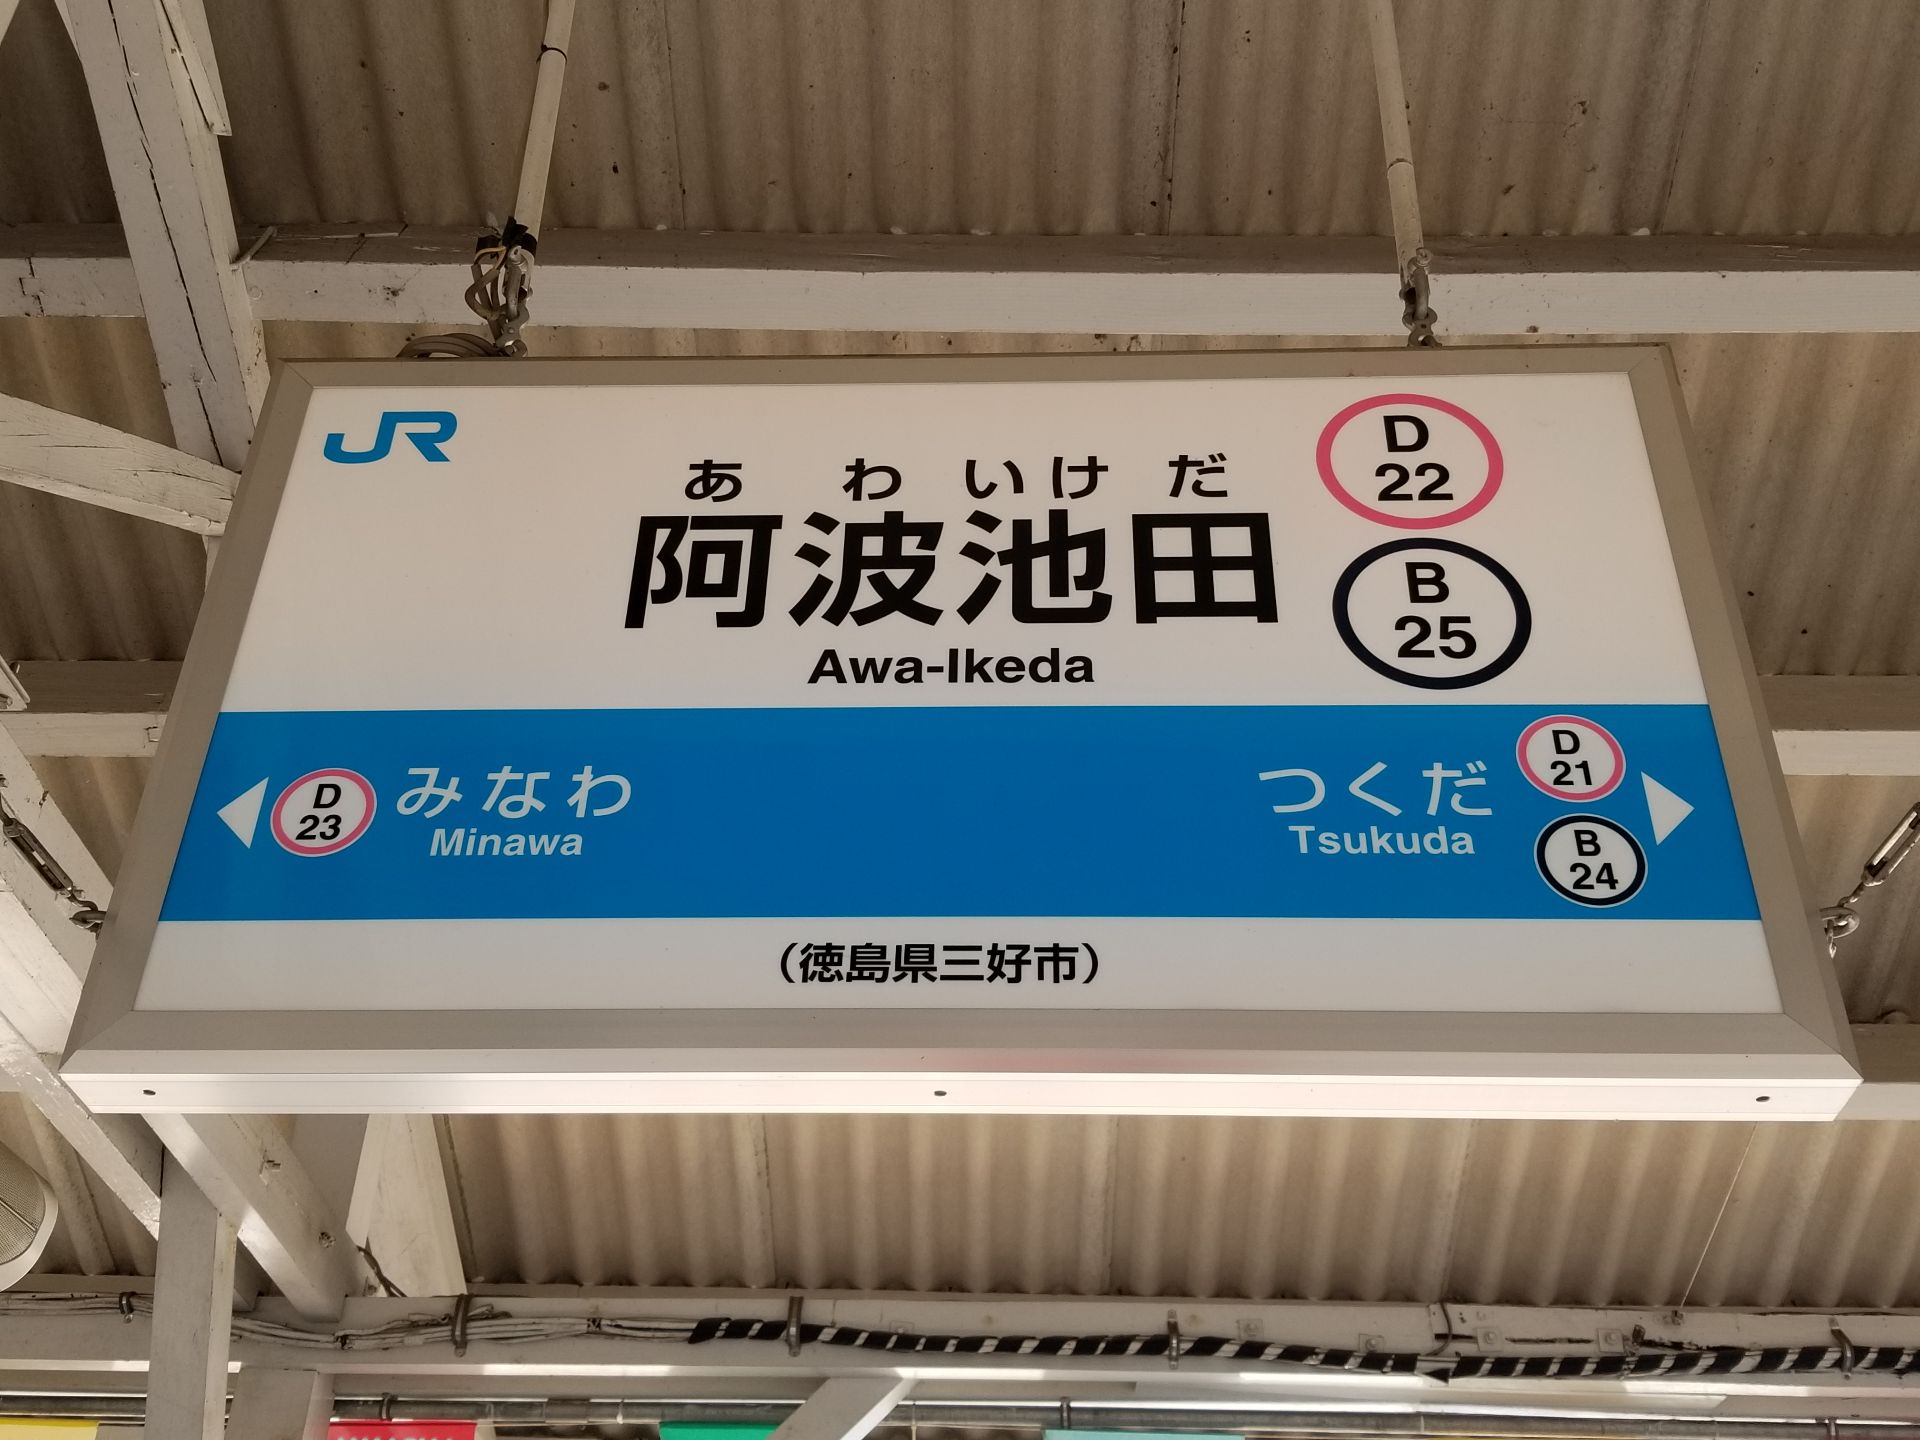 JR
あわいけだ
阿波池田
Awa-Ikeda
D
22
B
25
D
23
みなわ
Minawa
つくだ
Tsukuda
D
21
B
24
（徳島県三好市）